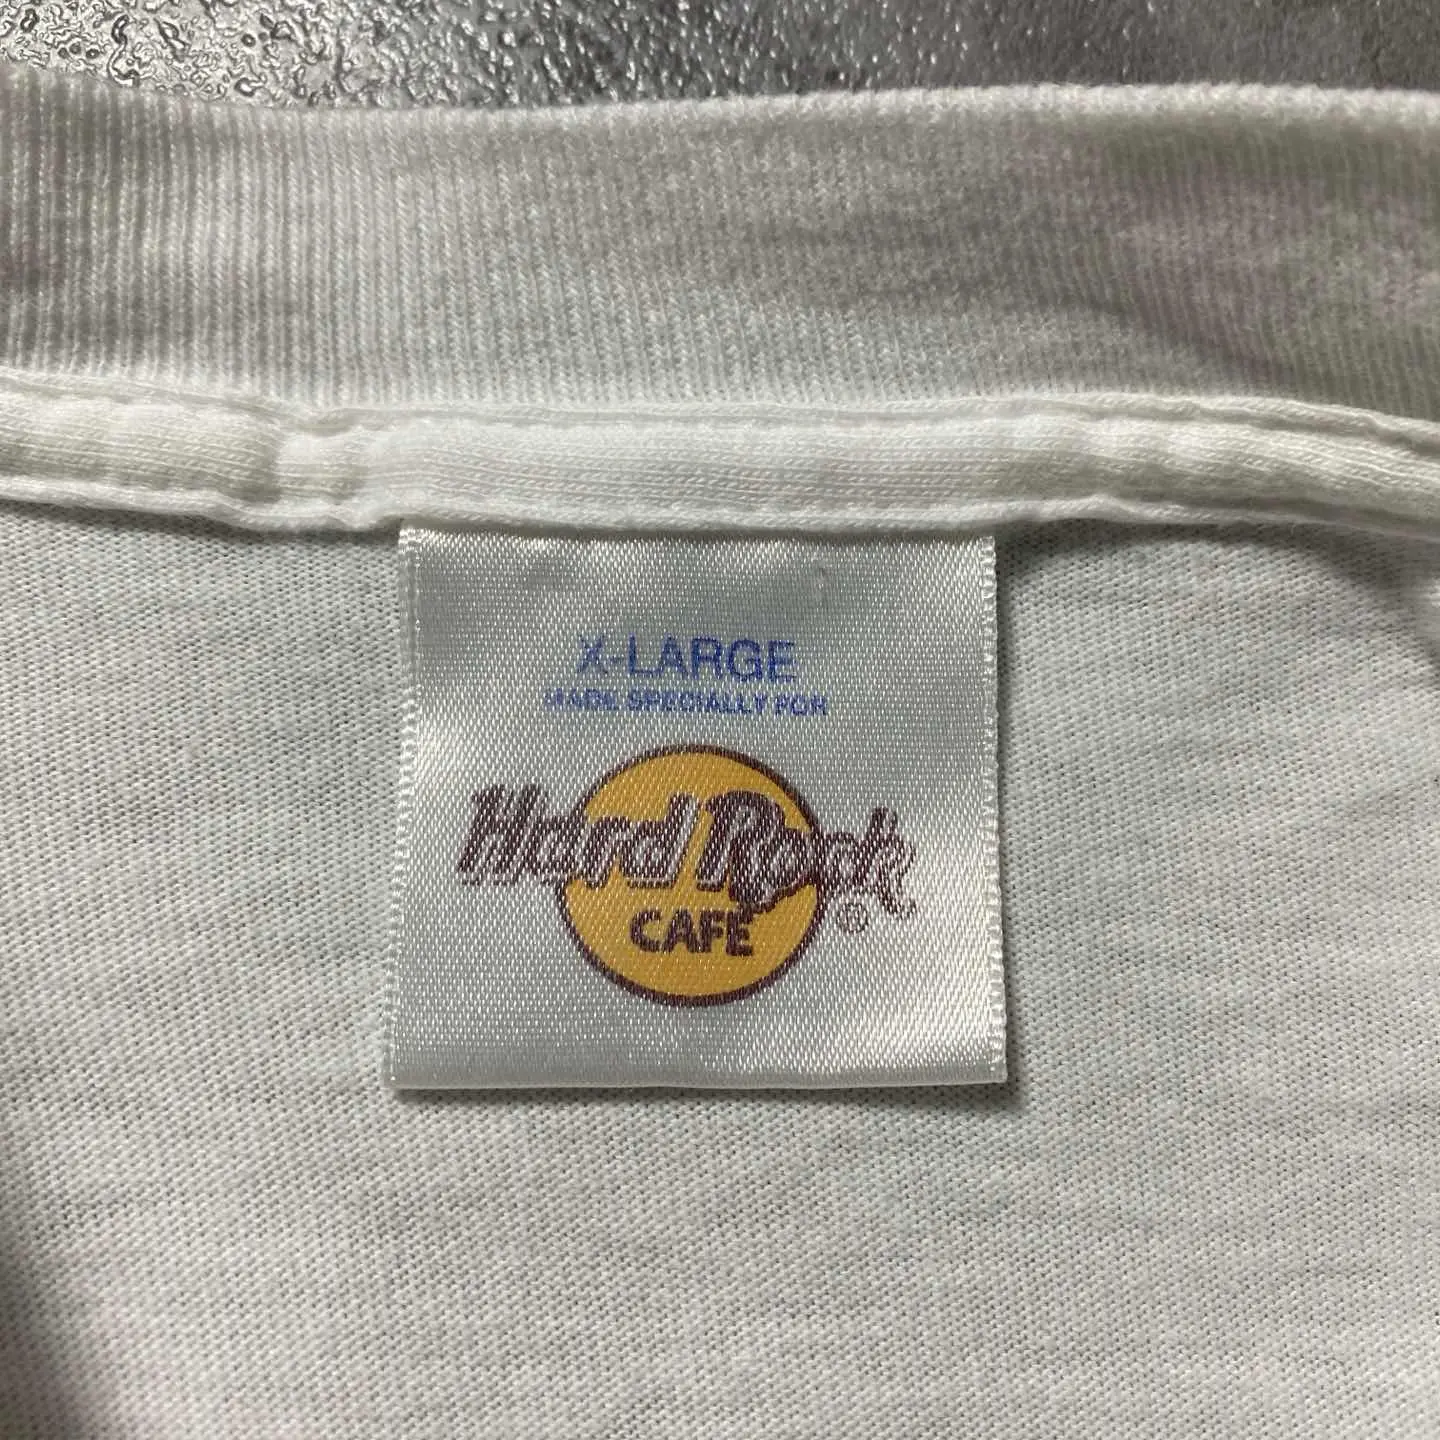 X-LARGE
MADE SPECIALLY FOR
Hard Rock
CAFE
®